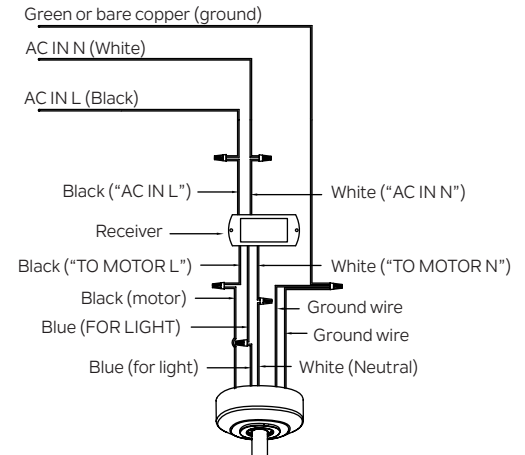 Green or bare copper (ground)
AC IN N (White)
AC IN L (Black)
Black (“AC IN L”)
White (“AC IN N”)
Receiver
Black (“TO MOTOR L”)
White (“TO MOTOR N”)
Black (motor)
Ground wire
Blue (FOR LIGHT)
Ground wire
Blue (for light)
White (Neutral)